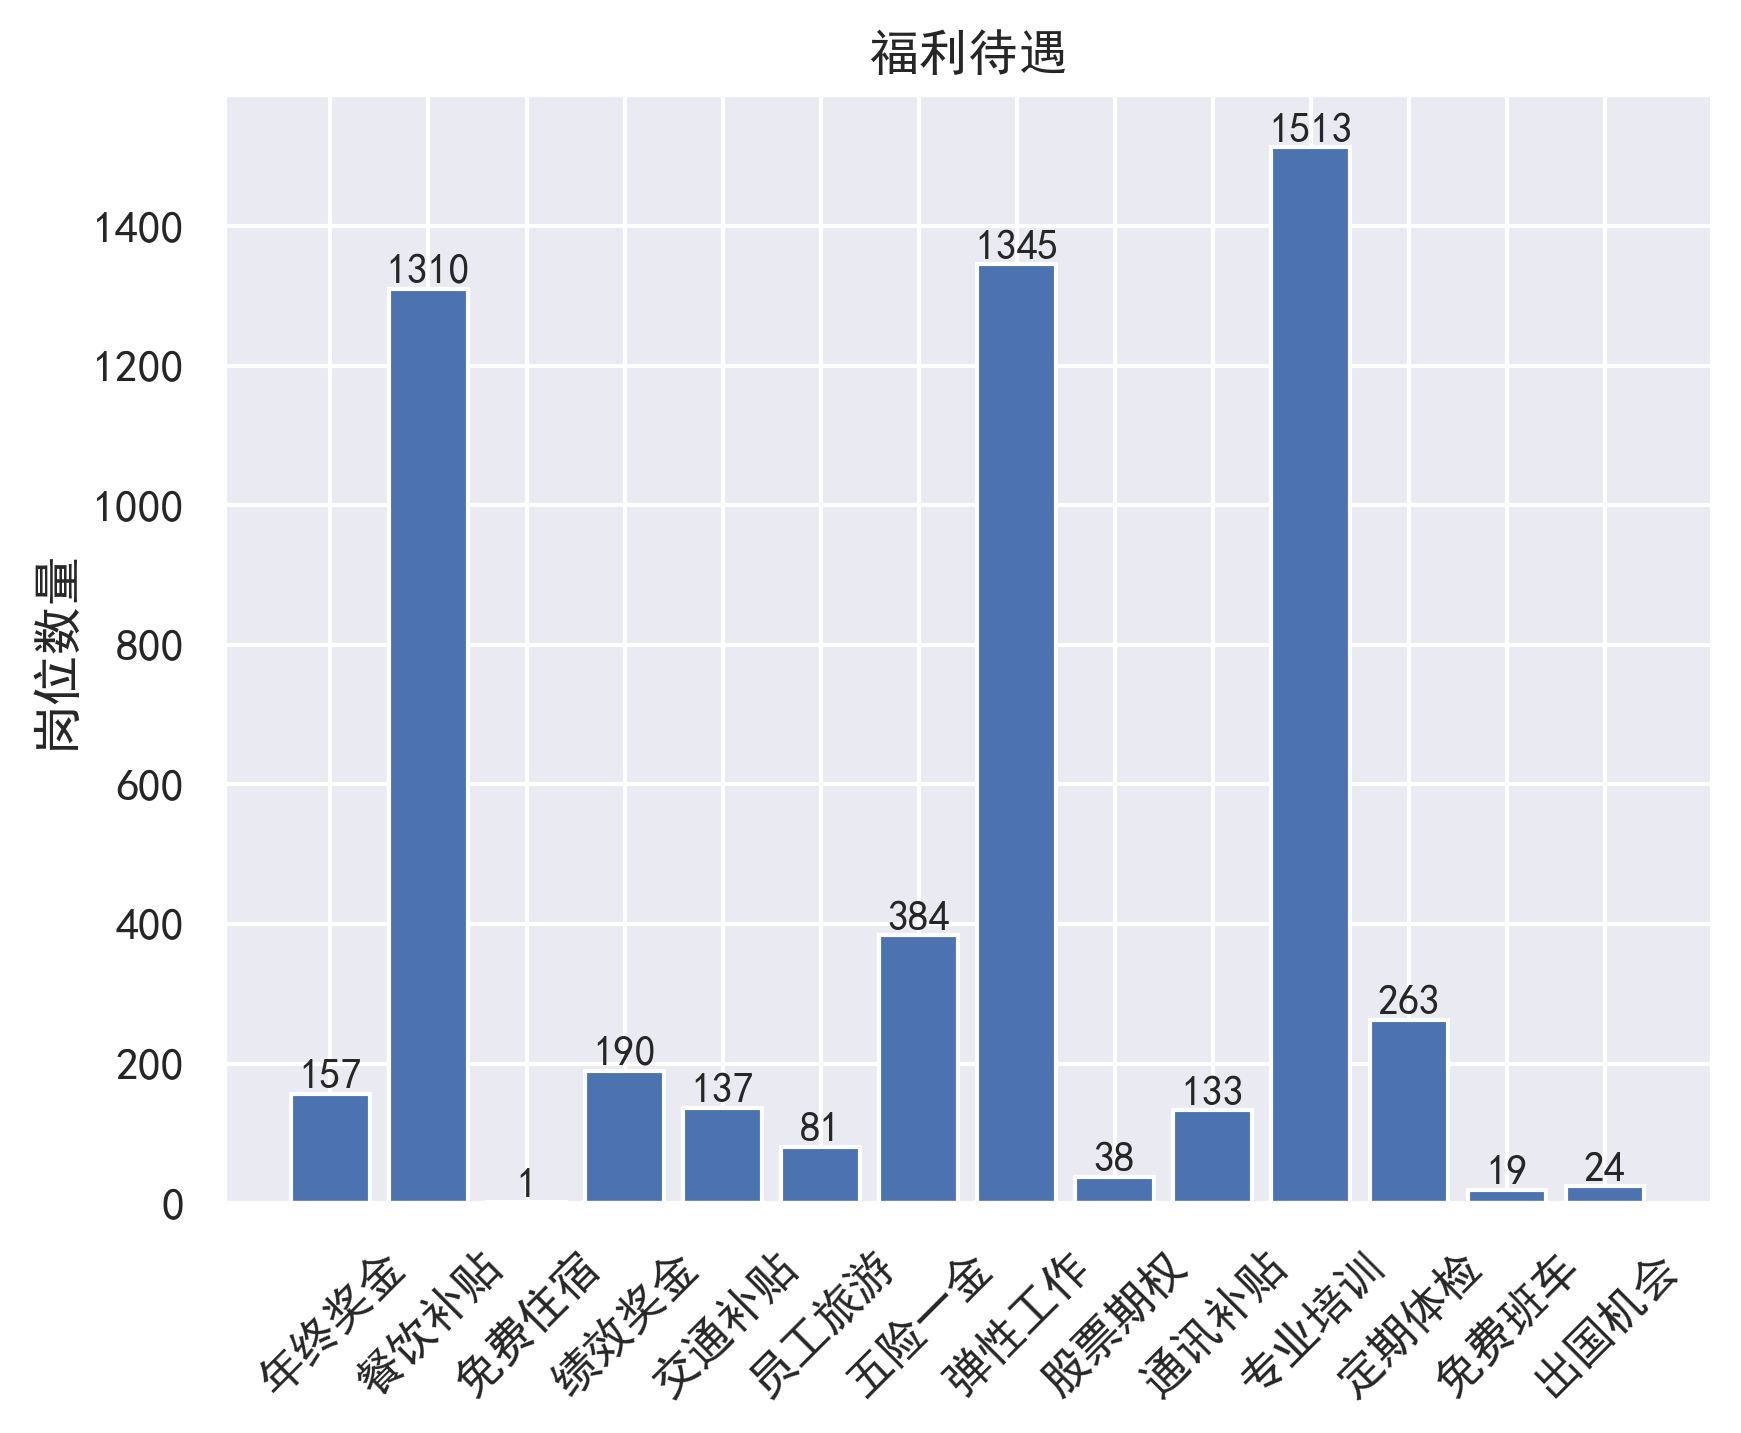 福利待遇
岗位数量
1400
1200
1000
800
600
400
200
0
157
1310
1
190
137
81
384
1345
38
133
1513
263
19
24
年终奖金
餐饮补贴
免费住宿
绩效奖金
交通补贴
员工旅游
五险一金
弹性工作
股票期权
通讯补贴
专业培训
定期体检
免费班车
出国机会